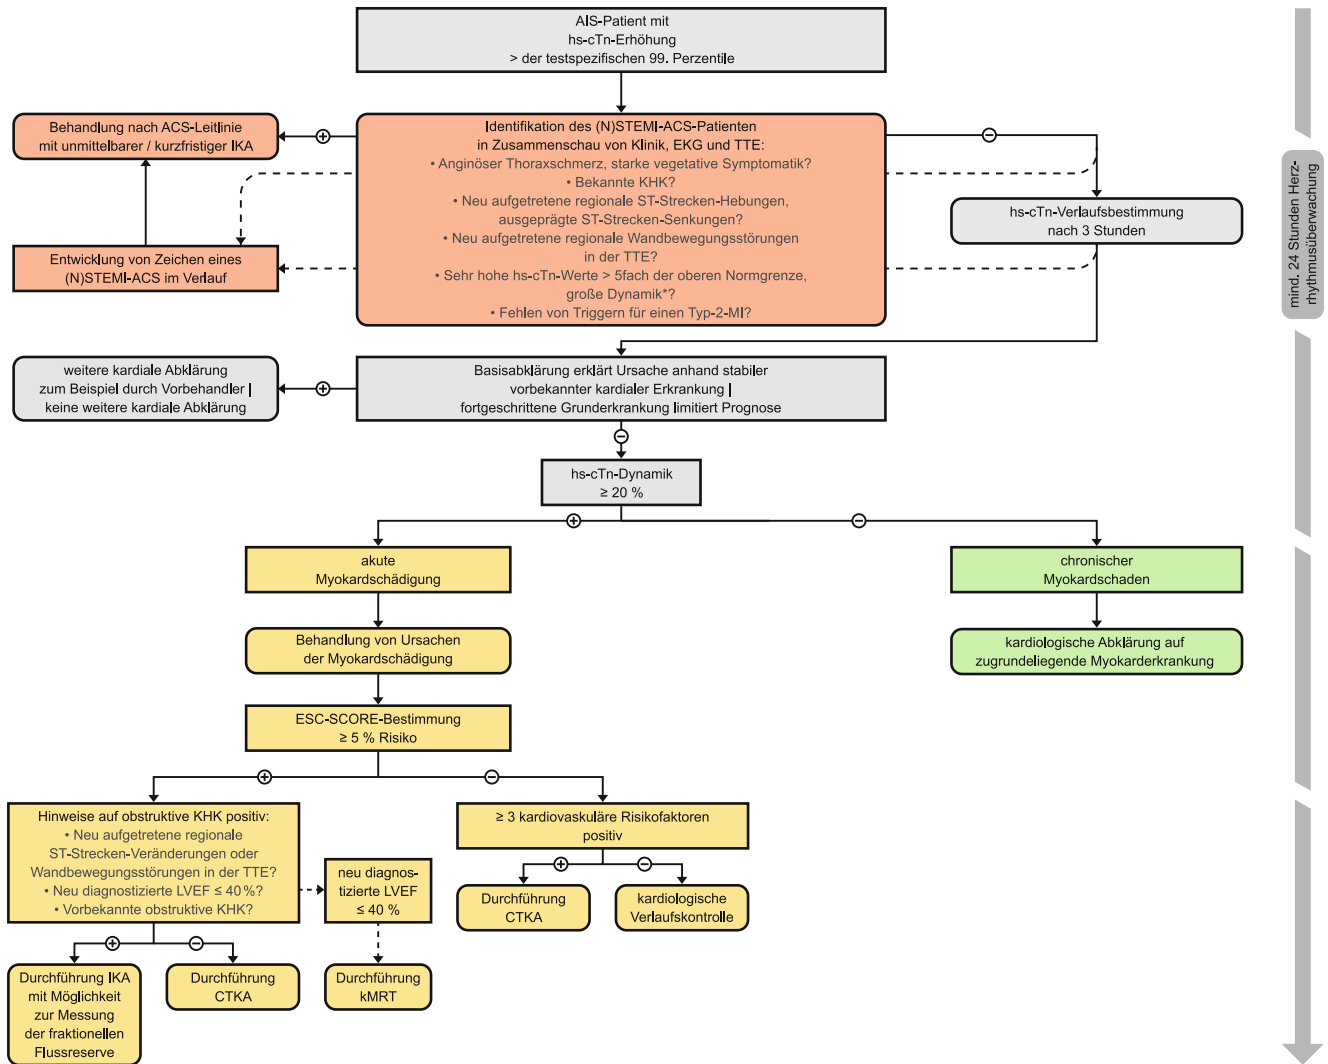 AIS-Patient mit
hs-cTn-Erhöhung
> der testspezifischen 99. Perzentile
Behandlung nach ACS-Leitlinie
mit unmittelbarer / kurzfristiger IKA
+
Identifikation des (N)STEMI-ACS-Patienten
in Zusammenschau von Klinik, EKG und TTE:
• Anginöser Thoraxschmerz, starke vegetative Symptomatik?
• Bekannte KHK?
• Neu aufgetretene regionale ST-Strecken-Hebungen,
ausgeprägte ST-Strecken-Senkungen?
• Neu aufgetretene regionale Wandbewegungsstörungen
in der TTE?
• Sehr hohe hs-cTn-Werte > 5fach der oberen Normgrenze,
große Dynamik*?
• Fehlen von Triggern für einen Typ-2-MI?
−
hs-cTn-Verlaufsbestimmung
nach 3 Stunden
mind. 24 Stunden Herz-
rhythmusüberwachung
Entwicklung von Zeichen eines
(N)STEMI-ACS im Verlauf
weitere kardiale Abklärung
zum Beispiel durch Vorbehandler |
keine weitere kardiale Abklärung
+
Basisabklärung erklärt Ursache anhand stabiler
vorbekannter kardialer Erkrankung |
fortgeschrittene Grunderkrankung limitiert Prognose
−
hs-cTn-Dynamik
≥ 20 %
+
−
akute
Myokardschädigung
chronischer
Myokardschaden
Behandlung von Ursachen
der Myokardschädigung
kardiologische Abklärung auf
zugrundeliegende Myokarderkrankung
ESC-SCORE-Bestimmung
≥ 5 % Risiko
+
−
Hinweise auf obstruktive KHK positiv:
• Neu aufgetretene regionale
ST-Strecken-Veränderungen oder
Wandbewegungsstörungen in der TTE?
• Neu diagnostizierte LVEF ≤ 40 %?
• Vorbekannte obstruktive KHK?
neu diagnos-
tizierte LVEF
≤ 40 %
≥ 3 kardiovaskuläre Risikofaktoren
positiv
+
−
Durchführung
CTKA
kardiologische
Verlaufskontrolle
+
−
Durchführung IKA
mit Möglichkeit
zur Messung
der fraktionellen
Flussreserve
Durchführung
CTKA
Durchführung
kMRT